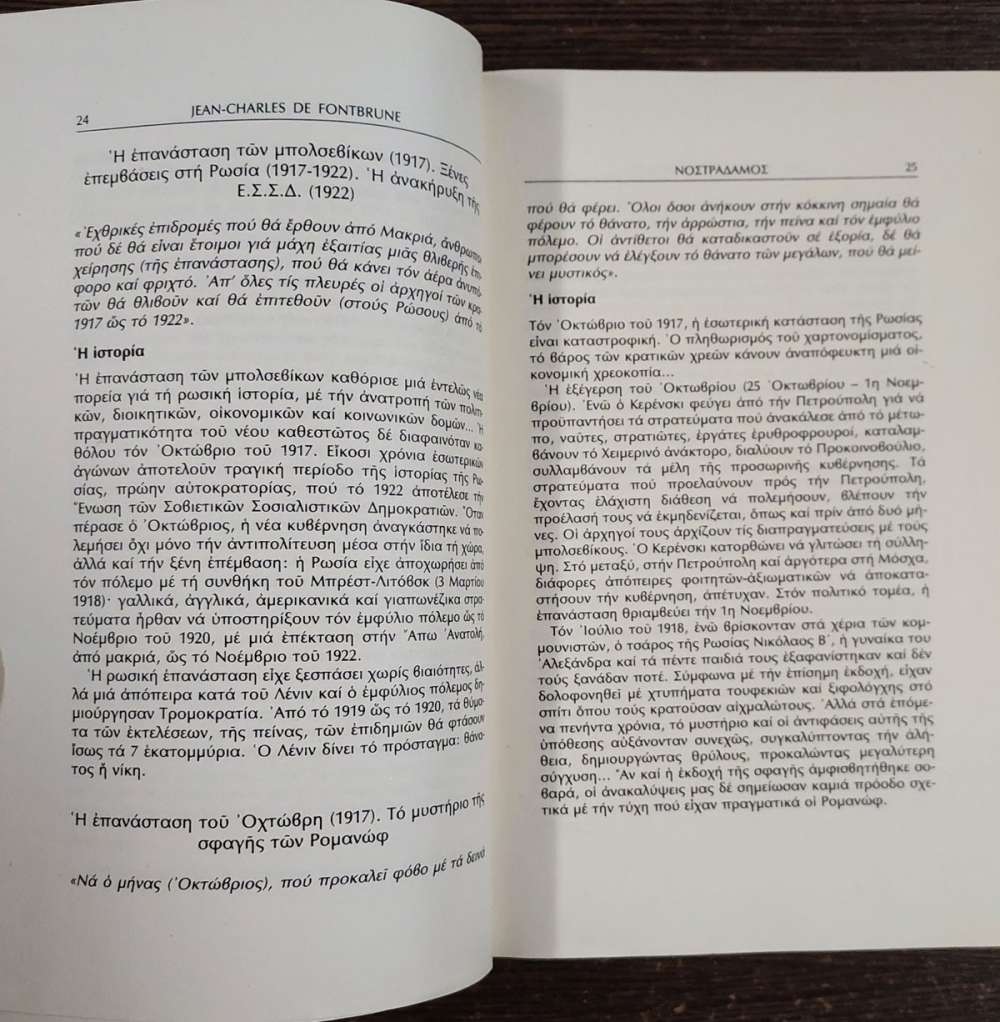 24
JEAN-CHARLES DE FONTBRUNE
Ἡ ἐπανάσταση τῶν μπολσεβίκων (1917). Ξένες
ἐπεμβάσεις στή Ρωσία (1917-1922). Ἡ ἀνακήρυξη τῆς
Ε.Σ.Σ.Δ. (1922)
«Ἐχθρικές ἐπιδρομές πού θά ἔρθουν ἀπό Μακριά, ἄνθρωποι
πού δέ θά εἶναι ἕτοιμοι γιά μάχη ἐξαιτίας μιᾶς θλιβερῆς ἐπι-
χείρησης (τῆς ἐπανάστασης), πού θά κάνει τόν ἀέρα ἀνυπό-
φορο καί φριχτό. Ἀπ' ὅλες τίς πλευρές οἱ ἀρχηγοί τῶν κρα-
τῶν θά θλιβοῦν καί θά ἐπιτεθοῦν (στούς Ρώσους) ἀπό τό
1917 ὥς τό 1922».
Ἡ ἱστορία
Ἡ ἐπανάσταση τῶν μπολσεβίκων καθόρισε μιά ἐντελῶς νέα
πορεία γιά τή ρωσική ἱστορία, μέ τήν ἀνατροπή τῶν πολιτι-
κῶν, διοικητικῶν, οἰκονομικῶν καί κοινωνικῶν δομῶν... Ἡ
πραγματικότητα τοῦ νέου καθεστῶτος δέ διαφαινόταν κα-
θόλου τόν Ὀκτώβριο τοῦ 1917. Εἴκοσι χρόνια ἐσωτερικῶν
ἀγώνων ἀποτελοῦν τραγική περίοδο τῆς ἱστορίας τῆς Ρω-
σίας, πρώην αὐτοκρατορίας, πού τό 1922 ἀποτέλεσε τήν
Ἕνωση τῶν Σοβιετικῶν Σοσιαλιστικῶν Δημοκρατιῶν. Ὅταν
πέρασε ὁ Ὀκτώβριος, ἡ νέα κυβέρνηση ἀναγκάστηκε νά πο-
λεμήσει ὄχι μόνο τήν ἀντιπολίτευση μέσα στήν ἴδια τή χώρα,
ἀλλά καί τήν ξένη ἐπέμβαση: ἡ Ρωσία εἶχε ἀποχωρήσει ἀπό
τόν πόλεμο μέ τή συνθήκη τοῦ Μπρέστ-Λιτόβσκ (3 Μαρτίου
1918)· γαλλικά, ἀγγλικά, ἀμερικανικά καί γιαπωνέζικα στρα-
τεύματα ἦρθαν νά ὑποστηρίξουν τόν ἐμφύλιο πόλεμο ὥς τό
Νοέμβριο τοῦ 1920, μέ μιά ἐπέκταση στήν Ἄπω Ἀνατολή,
ἀπό μακριά, ὥς τό Νοέμβριο τοῦ 1922.
Ἡ ρωσική ἐπανάσταση εἶχε ξεσπάσει χωρίς βιαιότητες, ἀλ-
λά μιά ἀπόπειρα κατά τοῦ Λένιν καί ὁ ἐμφύλιος πόλεμος δη-
μιούργησαν Τρομοκρατία. Ἀπό τό 1919 ὥς τό 1920, τά θύμα-
τα τῶν ἐκτελέσεων, τῆς πείνας, τῶν ἐπιδημιῶν θά φτάσουν
ἴσως τά 7 ἑκατομμύρια. Ὁ Λένιν δίνει τό πρόσταγμα: θάνα-
τος ἤ νίκη.
Ἡ ἐπανάσταση τοῦ Ὀχτώβρη (1917). Τό μυστήριο τῆς
σφαγῆς τῶν Ρομανώφ
«Νά ὁ μήνας (Ὀκτώβριος), πού προκαλεῖ φόβο μέ τά δεινά
ΝΟΣΤΡΑΔΑΜΟΣ
25
πού θά φέρει. Ὅλοι ὅσοι ἀνήκουν στήν κόκκινη σημαία θά
φέρουν τό θάνατο, τήν ἀρρώστια, τήν πείνα καί τόν ἐμφύλιο
πόλεμο. Οἱ ἀντίθετοι θά καταδικαστοῦν σέ ἐξορία, δέ θά
μπορέσουν νά ἐλέγξουν τό θάνατο τῶν μεγάλων, πού θά μεί-
νει μυστικός».
Ἡ ἱστορία
Τόν Ὀκτώβριο τοῦ 1917, ἡ ἐσωτερική κατάσταση τῆς Ρωσίας
εἶναι καταστροφική. Ὁ πληθωρισμός τοῦ χαρτονομίσματος,
τό βάρος τῶν κρατικῶν χρεῶν κάνουν ἀναπόφευκτη μιά οἰ-
κονομική χρεοκοπία...
Ἡ ἐξέγερση τοῦ Ὀκτωβρίου (25 Ὀκτωβρίου – 1η Νοεμ-
βρίου). Ἐνῶ ὁ Κερένσκι φεύγει ἀπό τήν Πετρούπολη γιά νά
προϋπαντήσει τά στρατεύματα πού ἀνακάλεσε ἀπό τό μέτω-
πο, ναῦτες, στρατιῶτες, ἐργάτες ἐρυθροφρουροί, καταλαμ-
βάνουν τό Χειμερινό ἀνάκτορο, διαλύουν τό Προκοινοβούλιο,
συλλαμβάνουν τά μέλη τῆς προσωρινῆς κυβέρνησης. Τά
στρατεύματα πού προελαύνουν πρός τήν Πετρούπολη,
ἔχοντας ἐλάχιστη διάθεση νά πολεμήσουν, βλέπουν τήν
προέλασή τους νά ἐκμηδενίζεται, ὅπως καί πρίν ἀπό δυό μή-
νες. Οἱ ἀρχηγοί τους ἀρχίζουν τίς διαπραγματεύσεις μέ τούς
μπολσεβίκους. Ὁ Κερένσκι κατορθώνει νά γλιτώσει τή σύλλη-
ψη. Στό μεταξύ, στήν Πετρούπολη καί ἀργότερα στή Μόσχα,
διάφορες ἀπόπειρες φοιτητῶν-ἀξιωματικῶν νά ἀποκατα-
στήσουν τήν κυβέρνηση, ἀπέτυχαν. Στόν πολιτικό τομέα, ἡ
ἐπανάσταση θριαμβεύει τήν 1η Νοεμβρίου.
Τόν Ἰούλιο τοῦ 1918, ἐνῶ βρίσκονταν στά χέρια τῶν κομ-
μουνιστῶν, ὁ τσάρος τῆς Ρωσίας Νικόλαος Β΄, ἡ γυναίκα του
Ἀλεξάνδρα καί τά πέντε παιδιά τους ἐξαφανίστηκαν καί δέν
τούς ξανάδαν ποτέ. Σύμφωνα μέ τήν ἐπίσημη ἐκδοχή, εἶχαν
δολοφονηθεῖ μέ χτυπήματα τουφεκιῶν καί ξιφολόγχης στό
σπίτι ὅπου τούς κρατοῦσαν αἰχμαλώτους. Ἀλλά στά ἑπόμε-
να πενήντα χρόνια, τό μυστήριο καί οἱ ἀντιφάσεις αὐτῆς τῆς
ὑπόθεσης αὐξάνονταν συνεχῶς, συγκαλύπτοντας τήν ἀλή-
θεια, δημιουργώντας θρύλους, προκαλώντας μεγαλύτερη
σύγχυση... Ἄν καί ἡ ἐκδοχή τῆς σφαγῆς ἀμφισβητήθηκε σο-
βαρά, οἱ ἀνακαλύψεις μας δέ σημείωσαν καμιά πρόοδο σχε-
τικά μέ τήν τύχη πού εἶχαν πραγματικά οἱ Ρομανώφ.